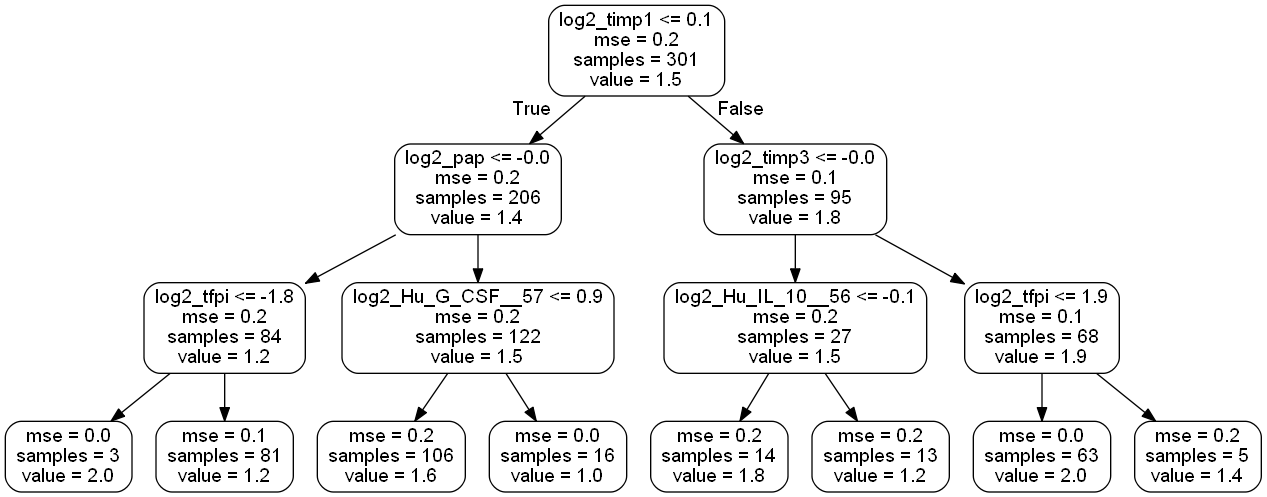 log2_timp1 <= 0.1
mse = 0.2
samples = 301
value = 1.5
True
False
log2_pap <= -0.0
mse = 0.2
samples = 206
value = 1.4
log2_timp3 <= -0.0
mse = 0.1
samples = 95
value = 1.8
log2_tfpi <= -1.8
mse = 0.2
samples = 84
value = 1.2
log2_Hu_G_CSF__57 <= 0.9
mse = 0.2
samples = 122
value = 1.5
log2_Hu_IL_10__56 <= -0.1
mse = 0.2
samples = 27
value = 1.5
log2_tfpi <= 1.9
mse = 0.1
samples = 68
value = 1.9
mse = 0.0
samples = 3
value = 2.0
mse = 0.1
samples = 81
value = 1.2
mse = 0.2
samples = 106
value = 1.6
mse = 0.0
samples = 16
value = 1.0
mse = 0.2
samples = 14
value = 1.8
mse = 0.2
samples = 13
value = 1.2
mse = 0.0
samples = 63
value = 2.0
mse = 0.2
samples = 5
value = 1.4